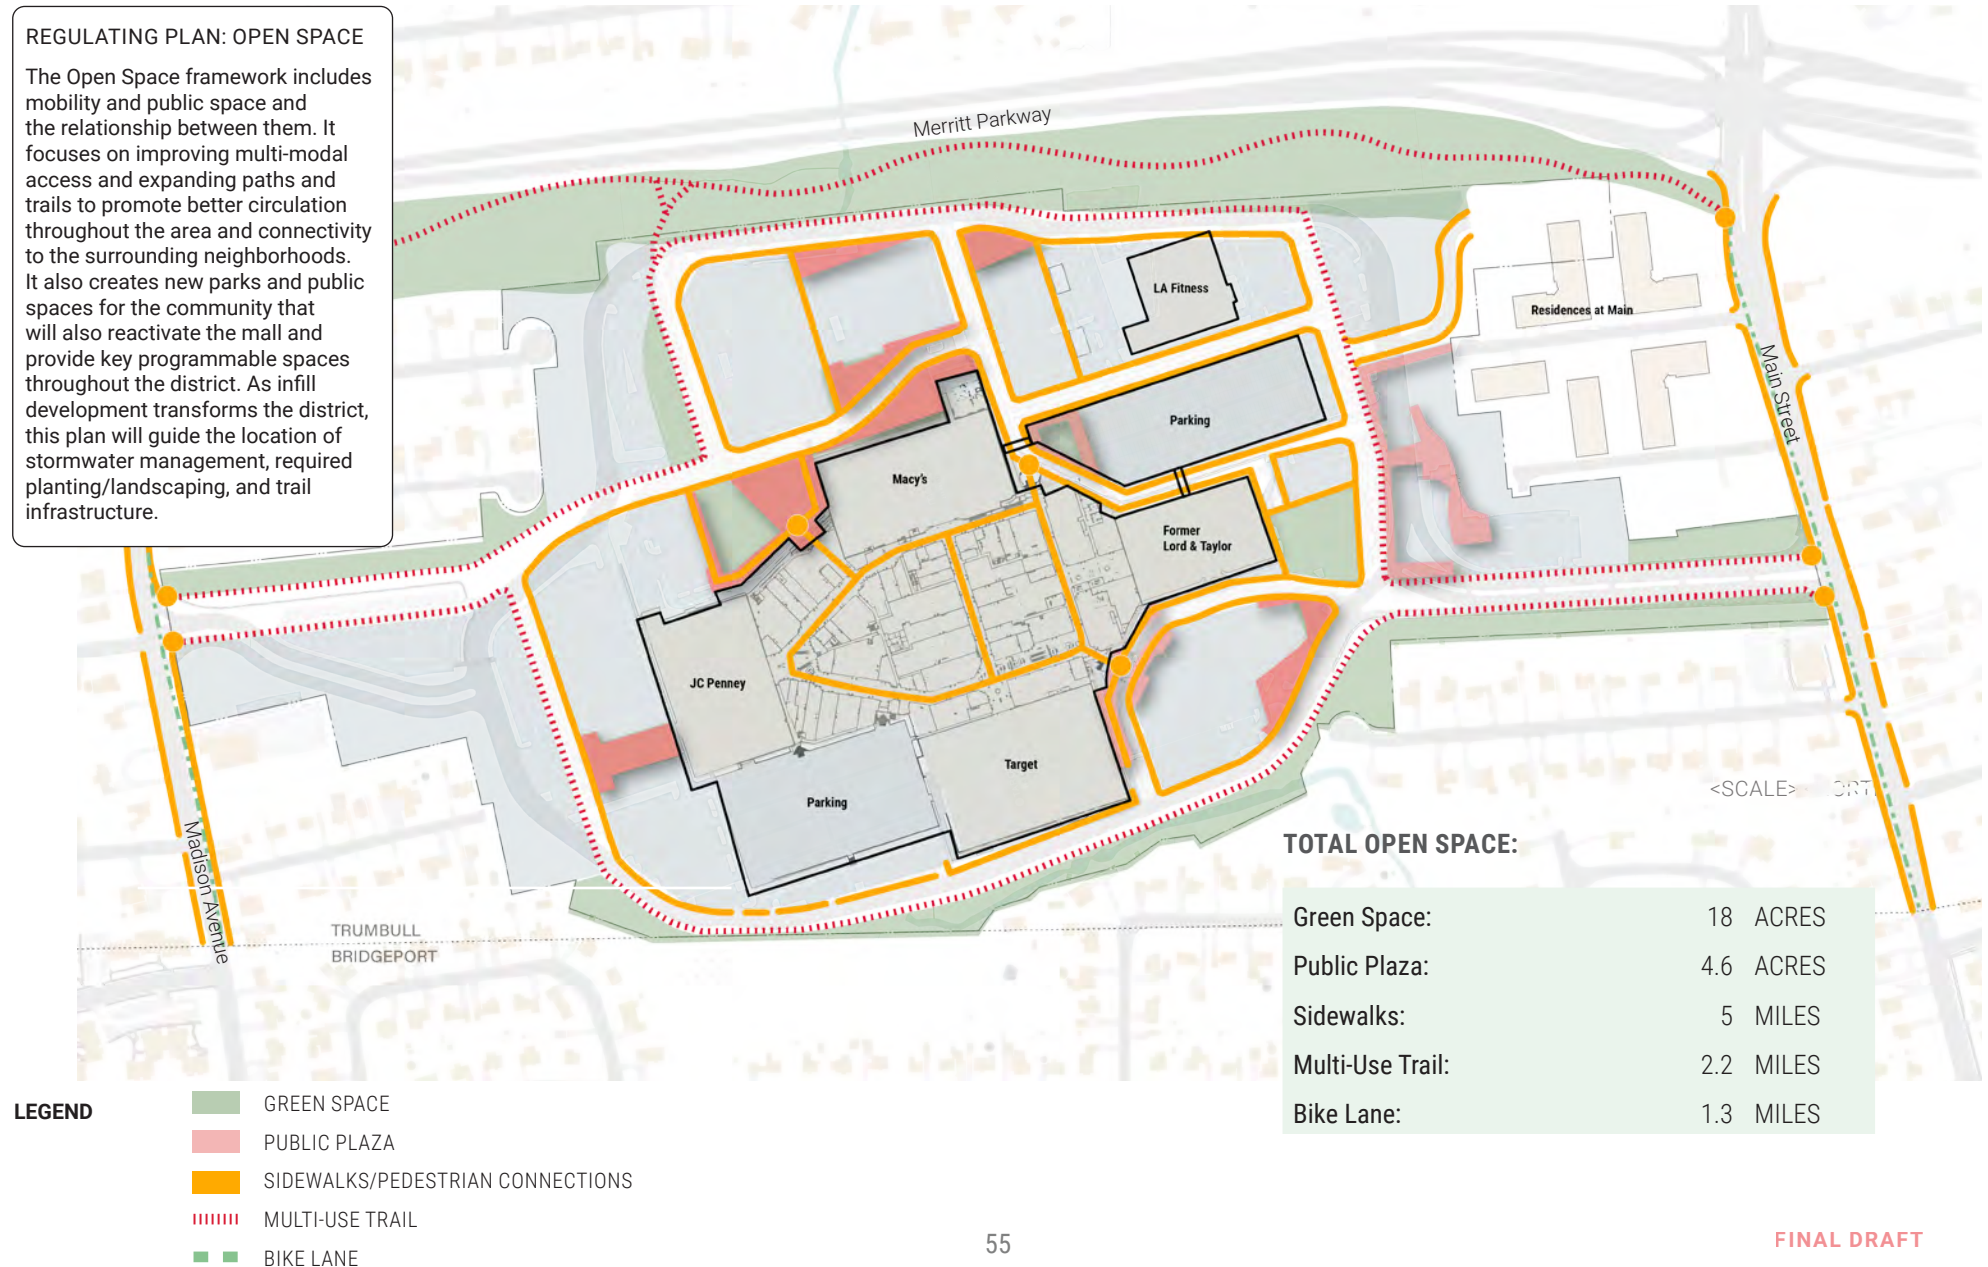 REGULATING PLAN: OPEN SPACE
The Open Space framework includes
mobility and public space and
the relationship between them. It
focuses on improving multi-modal
access and expanding paths and
trails to promote better circulation
throughout the area and connectivity
to the surrounding neighborhoods.
It also creates new parks and public
spaces for the community that
will also reactivate the mall and
provide key programmable spaces
throughout the district. As infill
development transforms the district,
this plan will guide the location of
stormwater management, required
planting/landscaping, and trail
infrastructure.
Merritt Parkway
LA Fitness
Residences at Main
Main Street
Parking
Macy's
Former
Lord & Taylor
JC Penney
Target
Parking
Madison Avenue
TRUMBULL
BRIDGEPORT
<SCALE>
TOTAL OPEN SPACE:
Green Space: 18 ACRES
Public Plaza: 4.6 ACRES
Sidewalks: 5 MILES
Multi-Use Trail: 2.2 MILES
Bike Lane: 1.3 MILES
LEGEND
GREEN SPACE
PUBLIC PLAZA
SIDEWALKS/PEDESTRIAN CONNECTIONS
MULTI-USE TRAIL
BIKE LANE
55
FINAL DRAFT